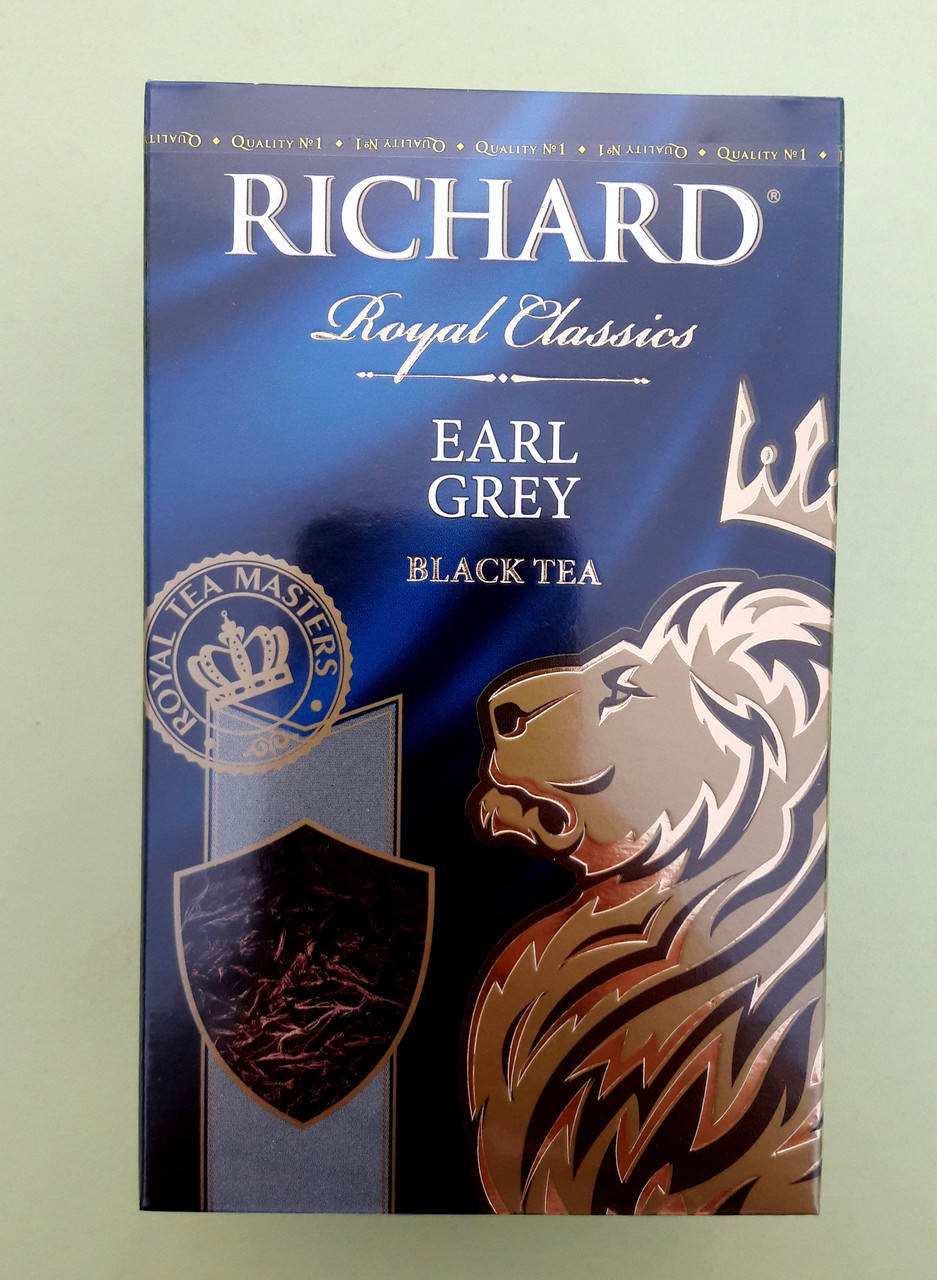 QUALITY ◆ QUALITY №1 ◆ QUALITY №1 ◆ QUALITY №1 ◆ QUALITY №1 ◆ QUALITY №1 ◆
RICHARD®
Royal Classics
EARL
GREY
BLACK TEA
ROYAL TEA MASTERS